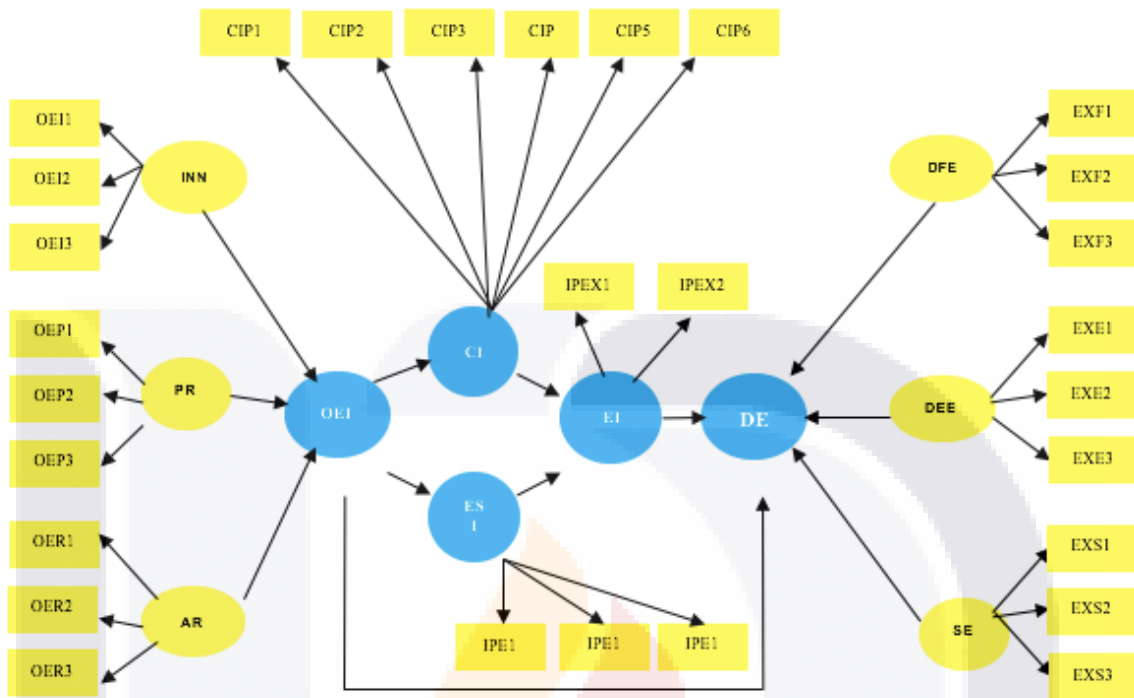 CIP1 CIP2 CIP3 CIP CIP5 CIP6
OEI1
OEI2
OEI3
INN
DFE
EXF1
EXF2
EXF3
IPEX1 IPEX2
OEP1
OEP2
OEP3
PR
OEI
CI
EI
DE
DEE
EXE1
EXE2
EXE3
ES
I
OER1
OER2
OER3
AR
IPE1 IPE1 IPE1
SE
EXS1
EXS2
EXS3